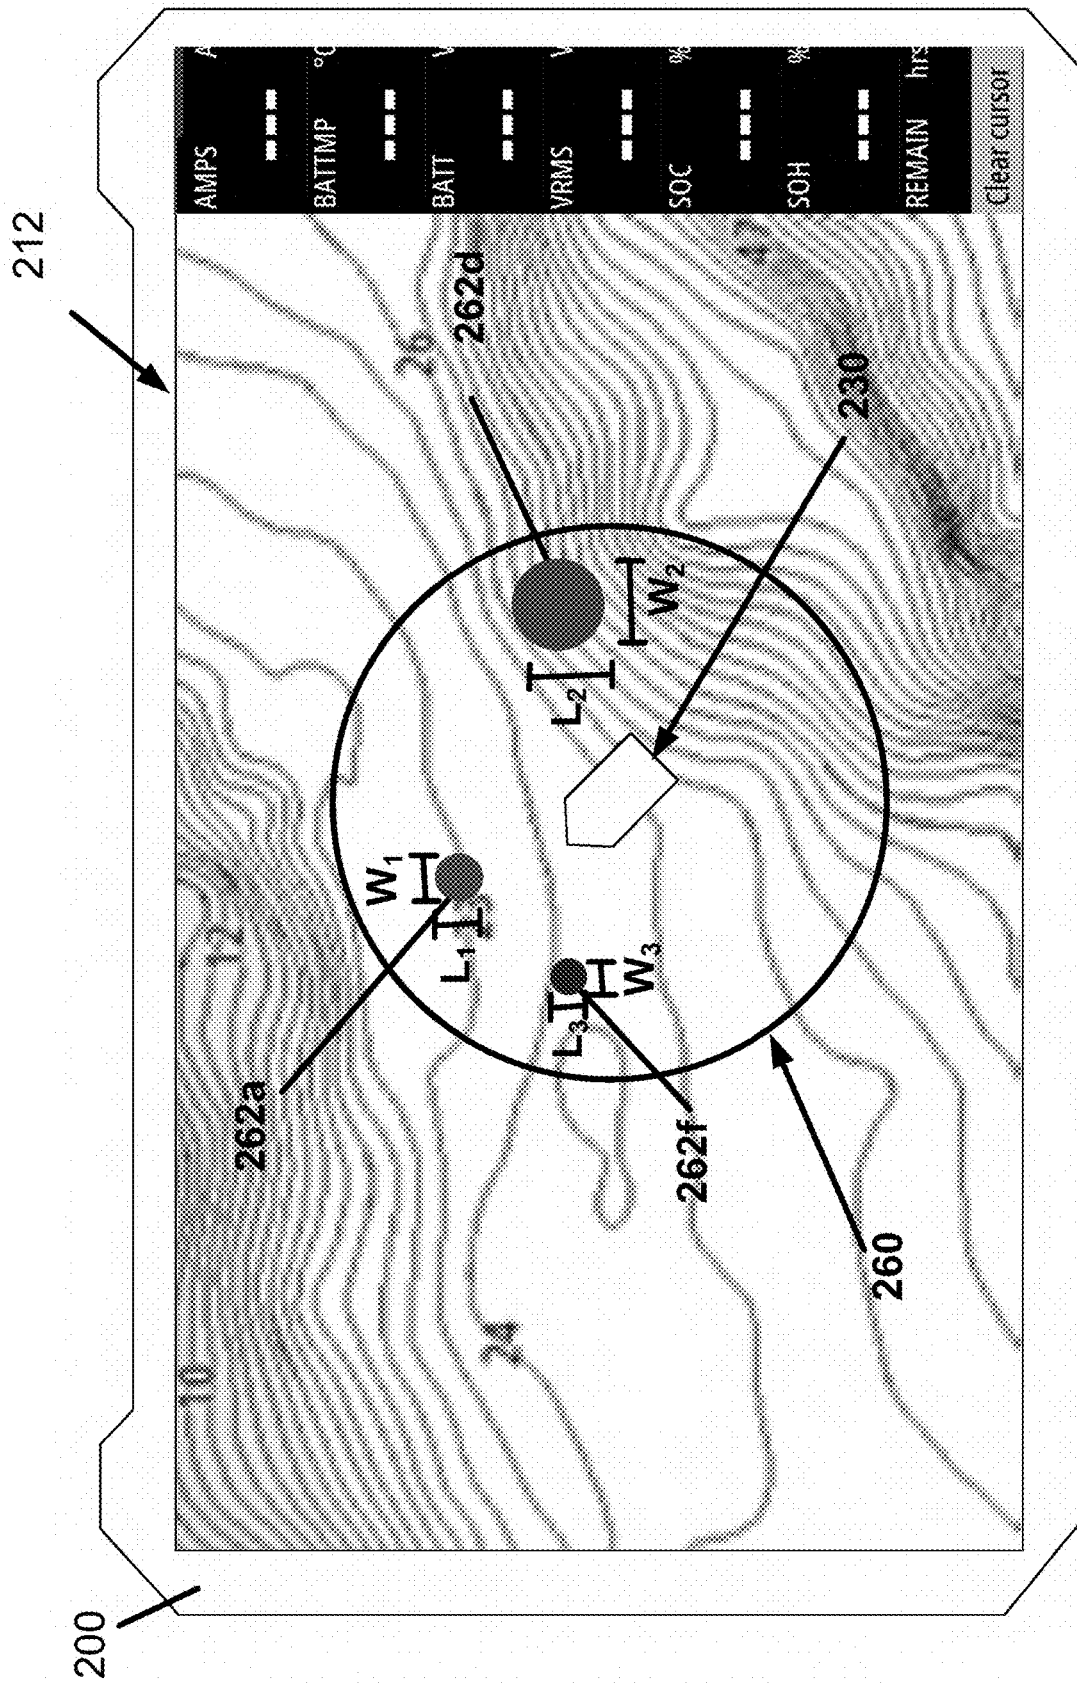 212
AMPS A
BATTMP °C
BATT V
VRMS V
SOC %
SOH %
REMAIN hrs
Clear cursor
10
12
26
17
24
262d
262a
262f
230
260
200
W₁
L₁
L₂
W₂
L₃
W₃